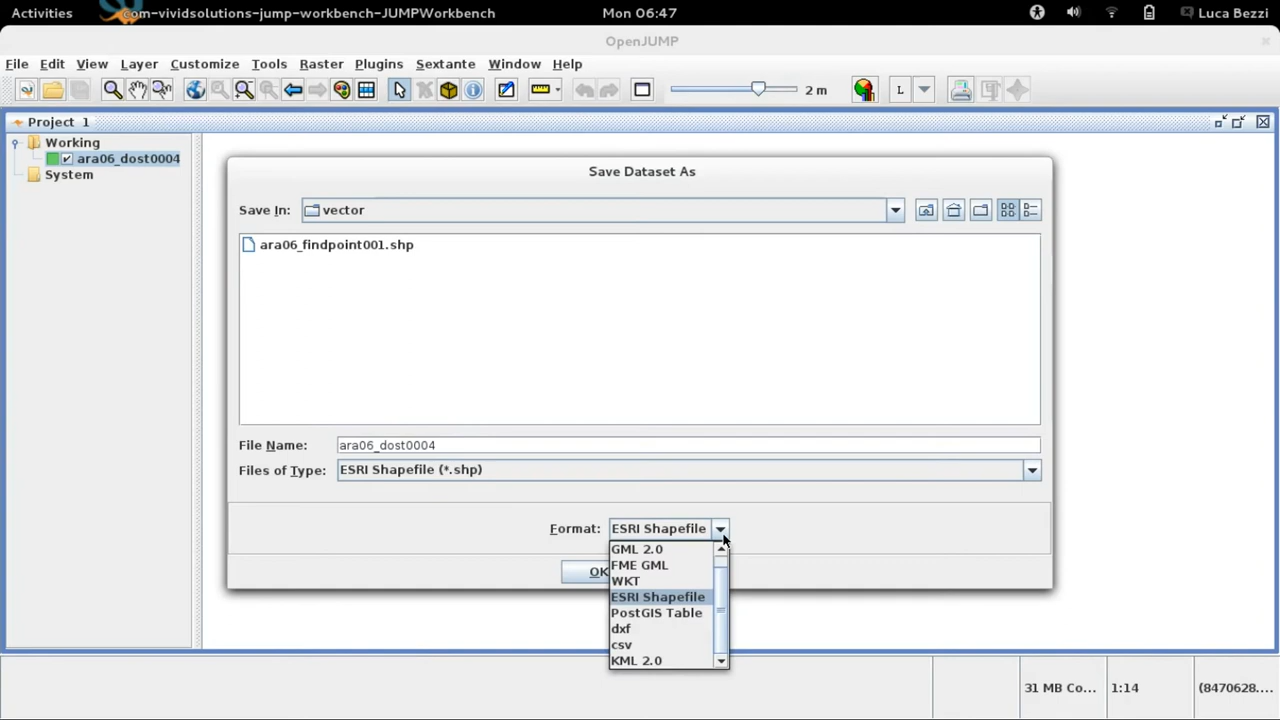 Activities com-vividsolutions-jump-workbench-JUMPWorkbench Mon 06:47 Luca Bezzi
OpenJUMP
File Edit View Layer Customize Tools Raster Plugins Sextante Window Help
2 m L
Project 1
Working
ara06_dost0004
System
Save Dataset As
Save In: vector
ara06_findpoint001.shp
File Name: ara06_dost0004
Files of Type: ESRI Shapefile (*.shp)
Format: ESRI Shapefile
GML 2.0
FME GML
WKT
ESRI Shapefile
PostGIS Table
dxf
csv
KML 2.0
OK
31 MB Co... 1:14 (8470628....